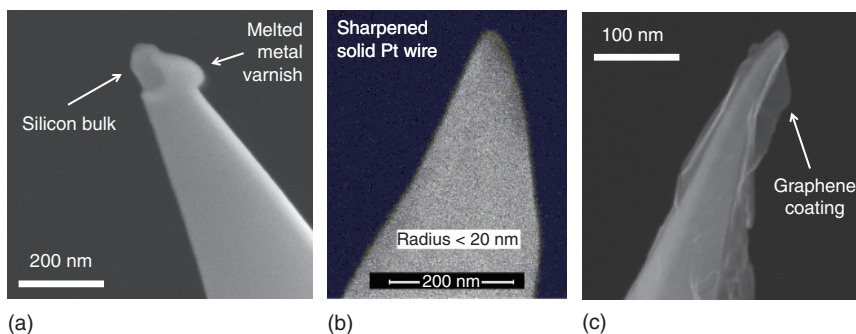 Melted
metal
varnish
Silicon bulk
200 nm
(a)
Sharpened
solid Pt wire
Radius < 20 nm
200 nm
(b)
100 nm
Graphene
coating
(c)